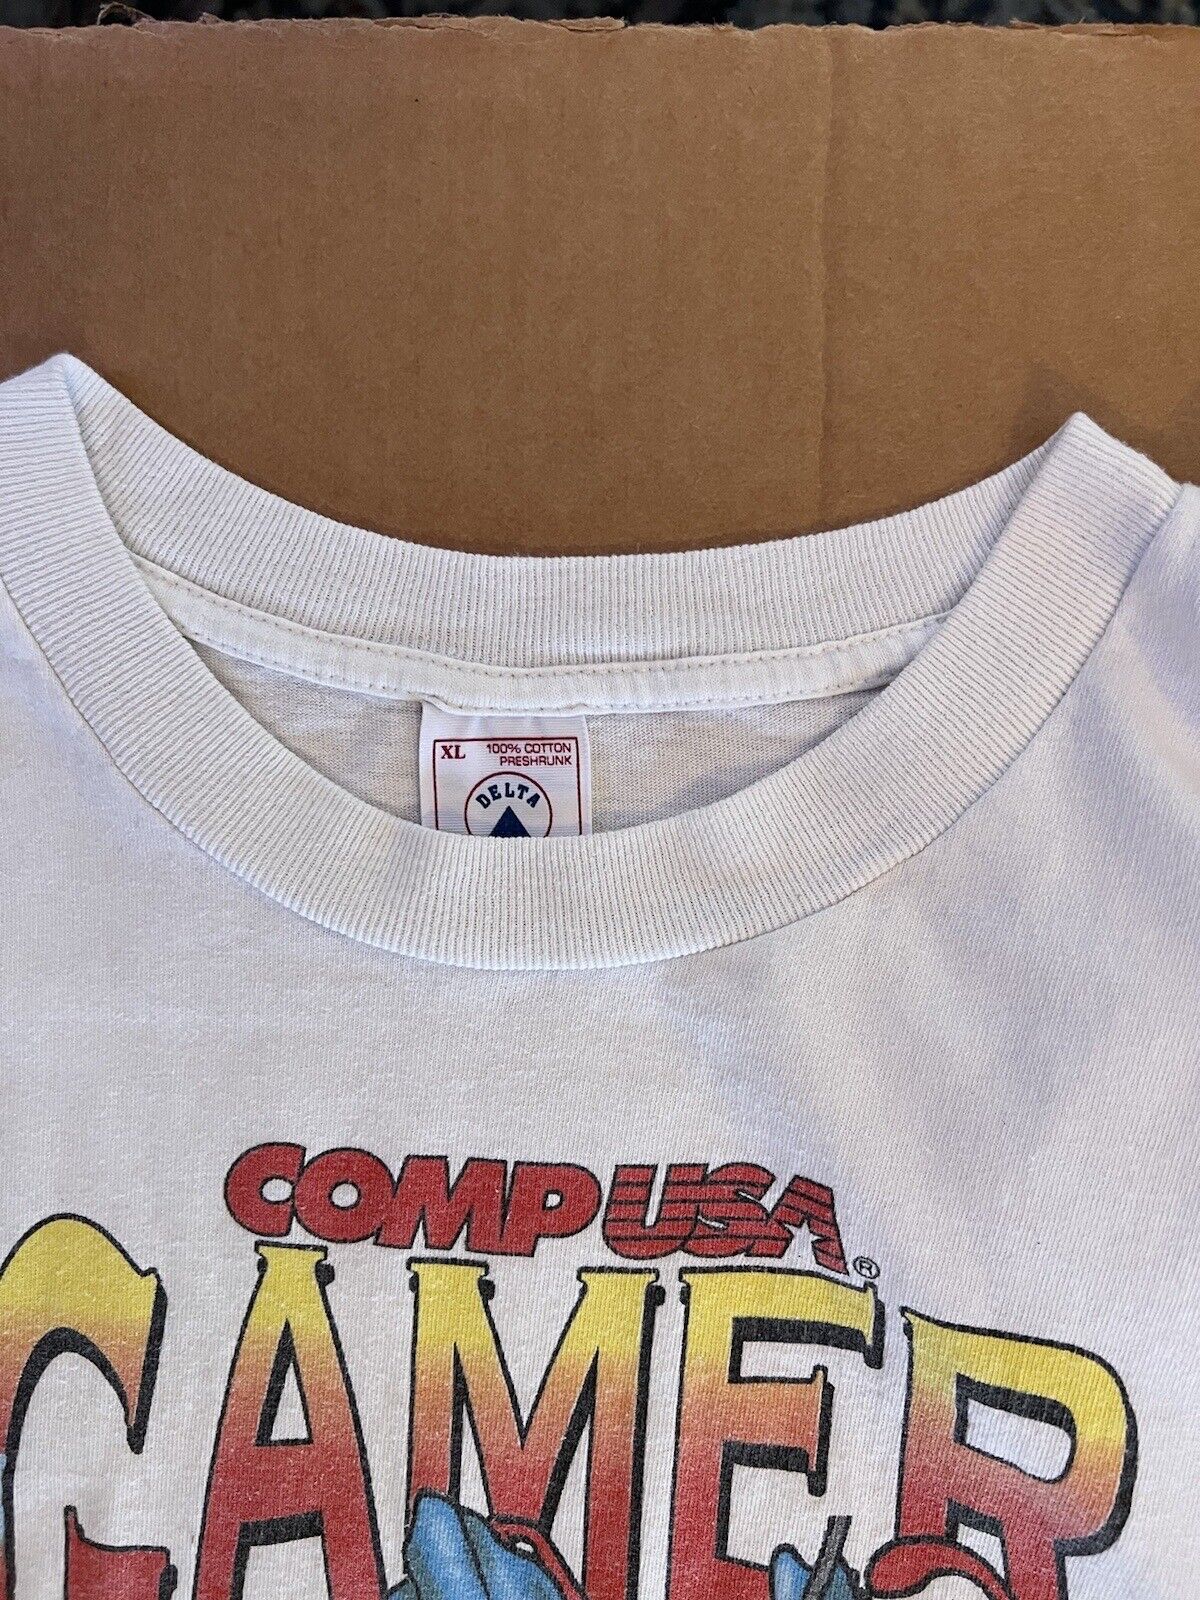 XL 100% COTTON
PRESHRUNK
DELTA
COMPUSA®
GAMER